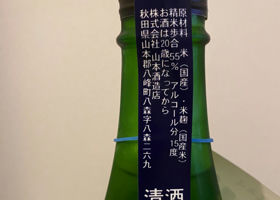 原材料 米(国産)・米麹(国産米)
精米歩合 55% アルコール分 15度
お酒は20歳になってから
株式会社 山本酒造店
秋田県山本郡八峰町八森字八森二六九
清酒